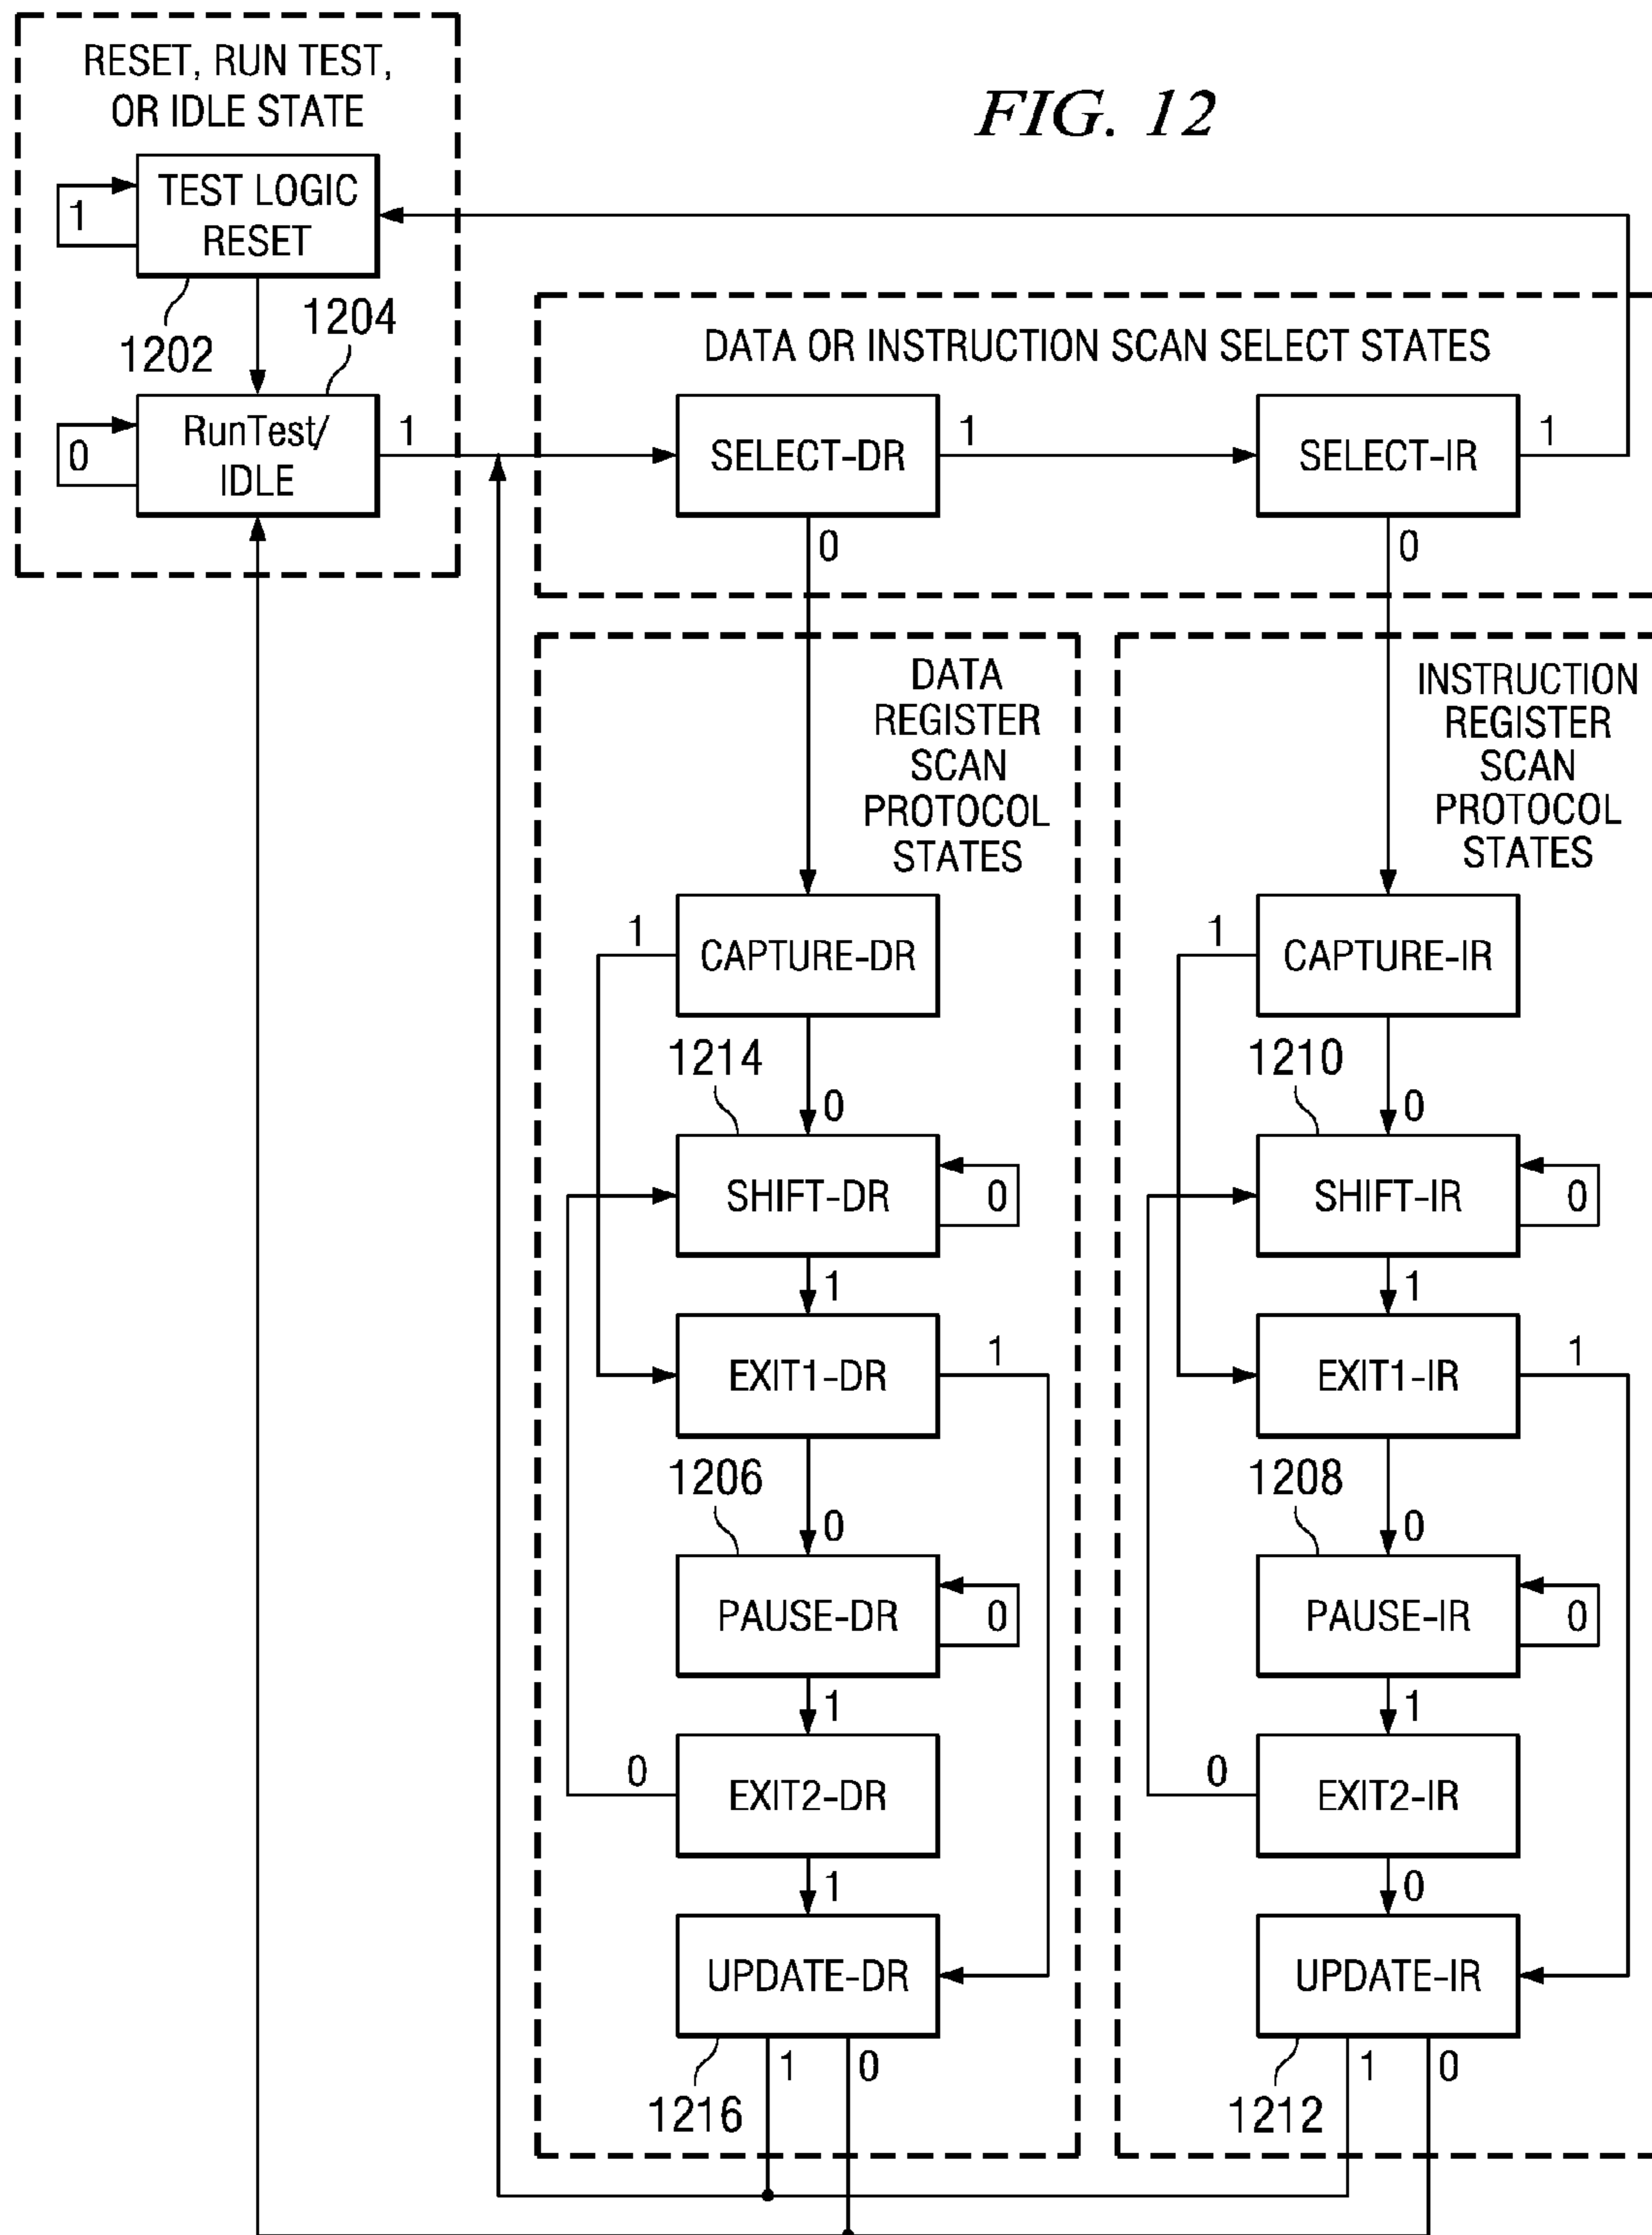 FIG. 12
RESET, RUN TEST,
OR IDLE STATE
TEST LOGIC
RESET
1
1202
1204
RunTest/
IDLE
0
1
DATA OR INSTRUCTION SCAN SELECT STATES
SELECT-DR
1
0
SELECT-IR
1
0
DATA
REGISTER
SCAN
PROTOCOL
STATES
CAPTURE-DR
1
0
1214
SHIFT-DR
0
1
EXIT1-DR
1
0
1206
PAUSE-DR
0
1
EXIT2-DR
0
1
UPDATE-DR
1
0
1216
INSTRUCTION
REGISTER
SCAN
PROTOCOL
STATES
CAPTURE-IR
1
0
1210
SHIFT-IR
0
1
EXIT1-IR
1
0
1208
PAUSE-IR
0
1
EXIT2-IR
0
0
UPDATE-IR
1
0
1212